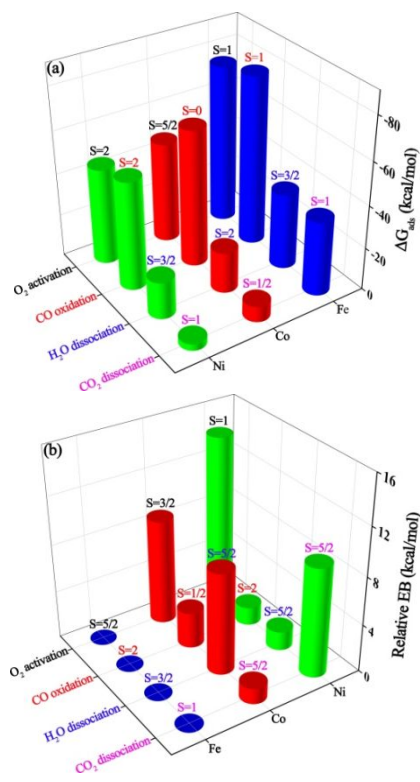 (a)
S=1
S=1
S=5/2
S=0
S=2
S=2
S=3/2
S=1
S=2
S=3/2
S=1/2
S=1
-80
-60
-40
-20
0
ΔG_ads (kcal/mol)
O₂ activation
CO oxidation
H₂O dissociation
CO₂ dissociation
Ni
Co
Fe
(b)
S=1
S=3/2
S=5/2
S=5/2
S=1/2
S=2
S=5/2
S=5/2
S=2
S=3/2
S=5/2
S=1
16
12
8
4
0
Relative EB (kcal/mol)
O₂ activation
CO oxidation
H₂O dissociation
CO₂ dissociation
Fe
Co
Ni